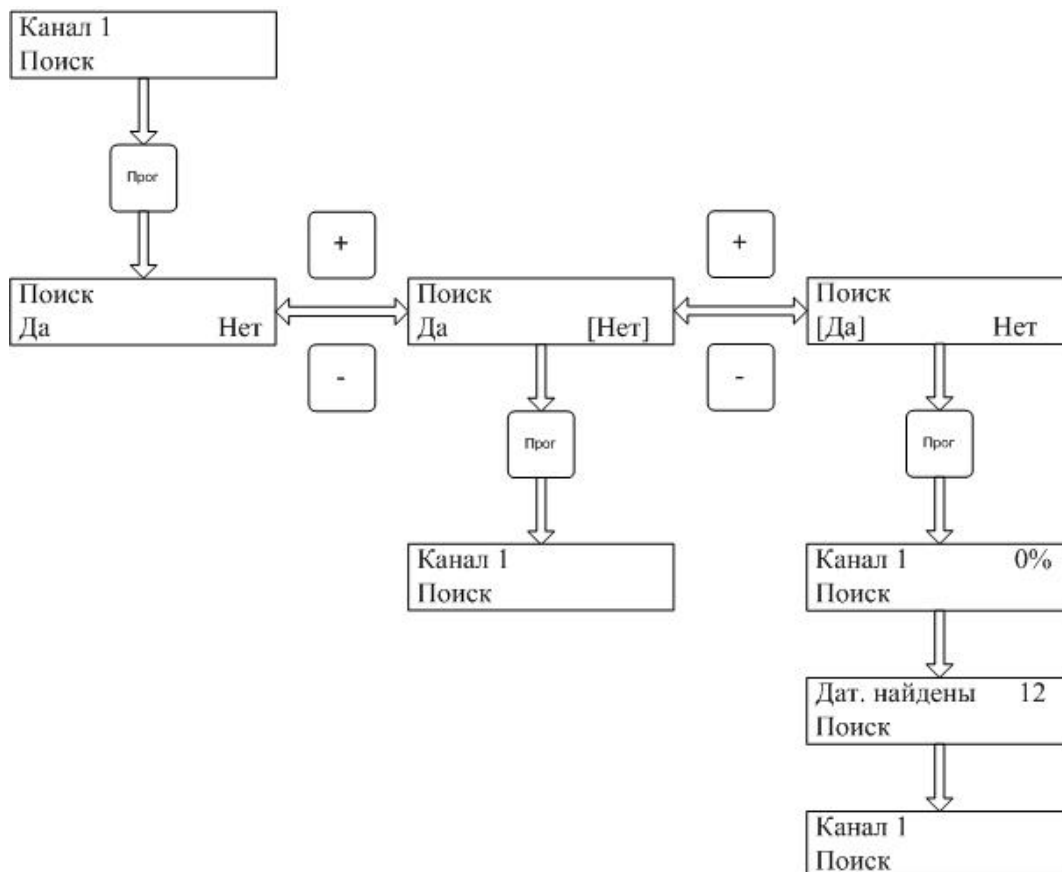 Канал 1
Поиск
Прог
+
+
Поиск
Да Нет
Поиск
Да [Нет]
Поиск
[Да] Нет
-
-
Прог
Прог
Канал 1
Поиск
Канал 1 0%
Поиск
Дат. найдены 12
Поиск
Канал 1
Поиск